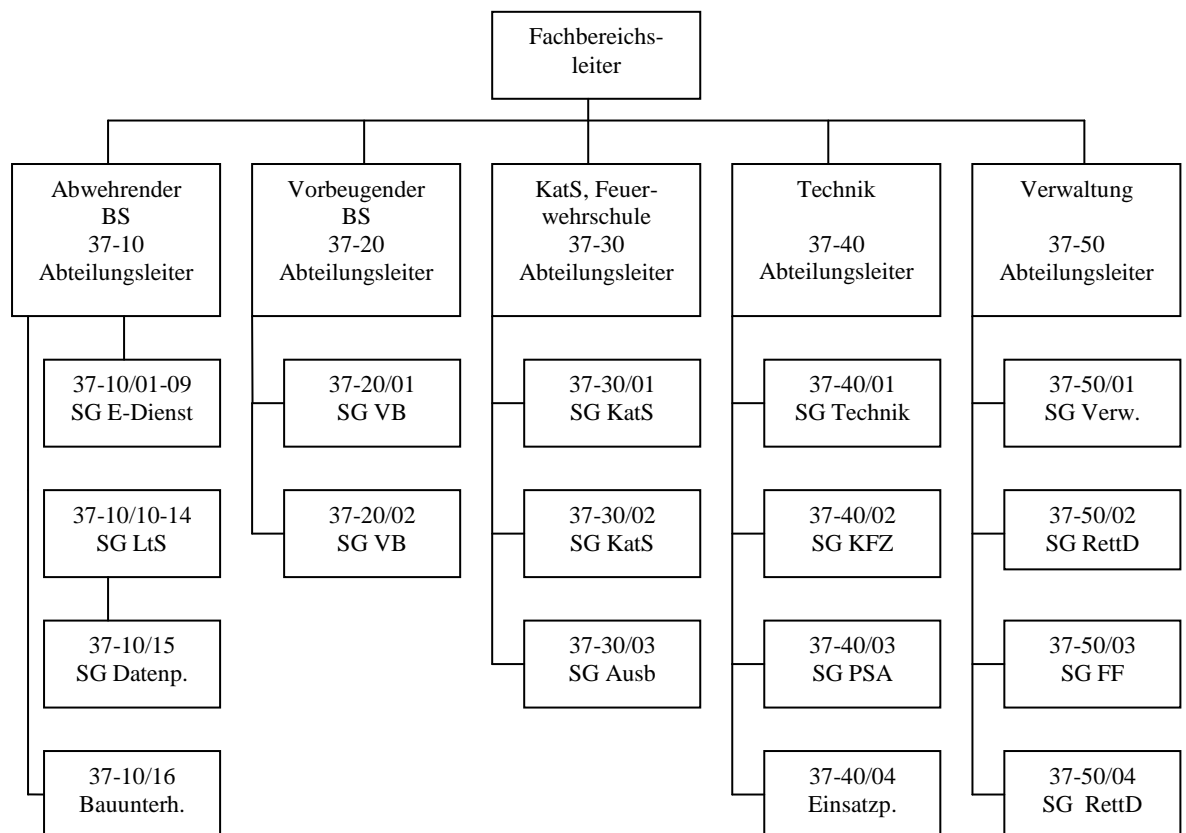 Fachbereichs-
leiter
Abwehrender
BS
37-10
Abteilungsleiter
Vorbeugender
BS
37-20
Abteilungsleiter
KatS, Feuer-
wehrschule
37-30
Abteilungsleiter
Technik
37-40
Abteilungsleiter
Verwaltung
37-50
Abteilungsleiter
37-10/01-09
SG E-Dienst
37-20/01
SG VB
37-30/01
SG KatS
37-40/01
SG Technik
37-50/01
SG Verw.
37-10/10-14
SG LtS
37-20/02
SG VB
37-30/02
SG KatS
37-40/02
SG KFZ
37-50/02
SG RettD
37-10/15
SG Datenp.
37-30/03
SG Ausb
37-40/03
SG PSA
37-50/03
SG FF
37-10/16
Bauunterh.
37-40/04
Einsatzp.
37-50/04
SG RettD